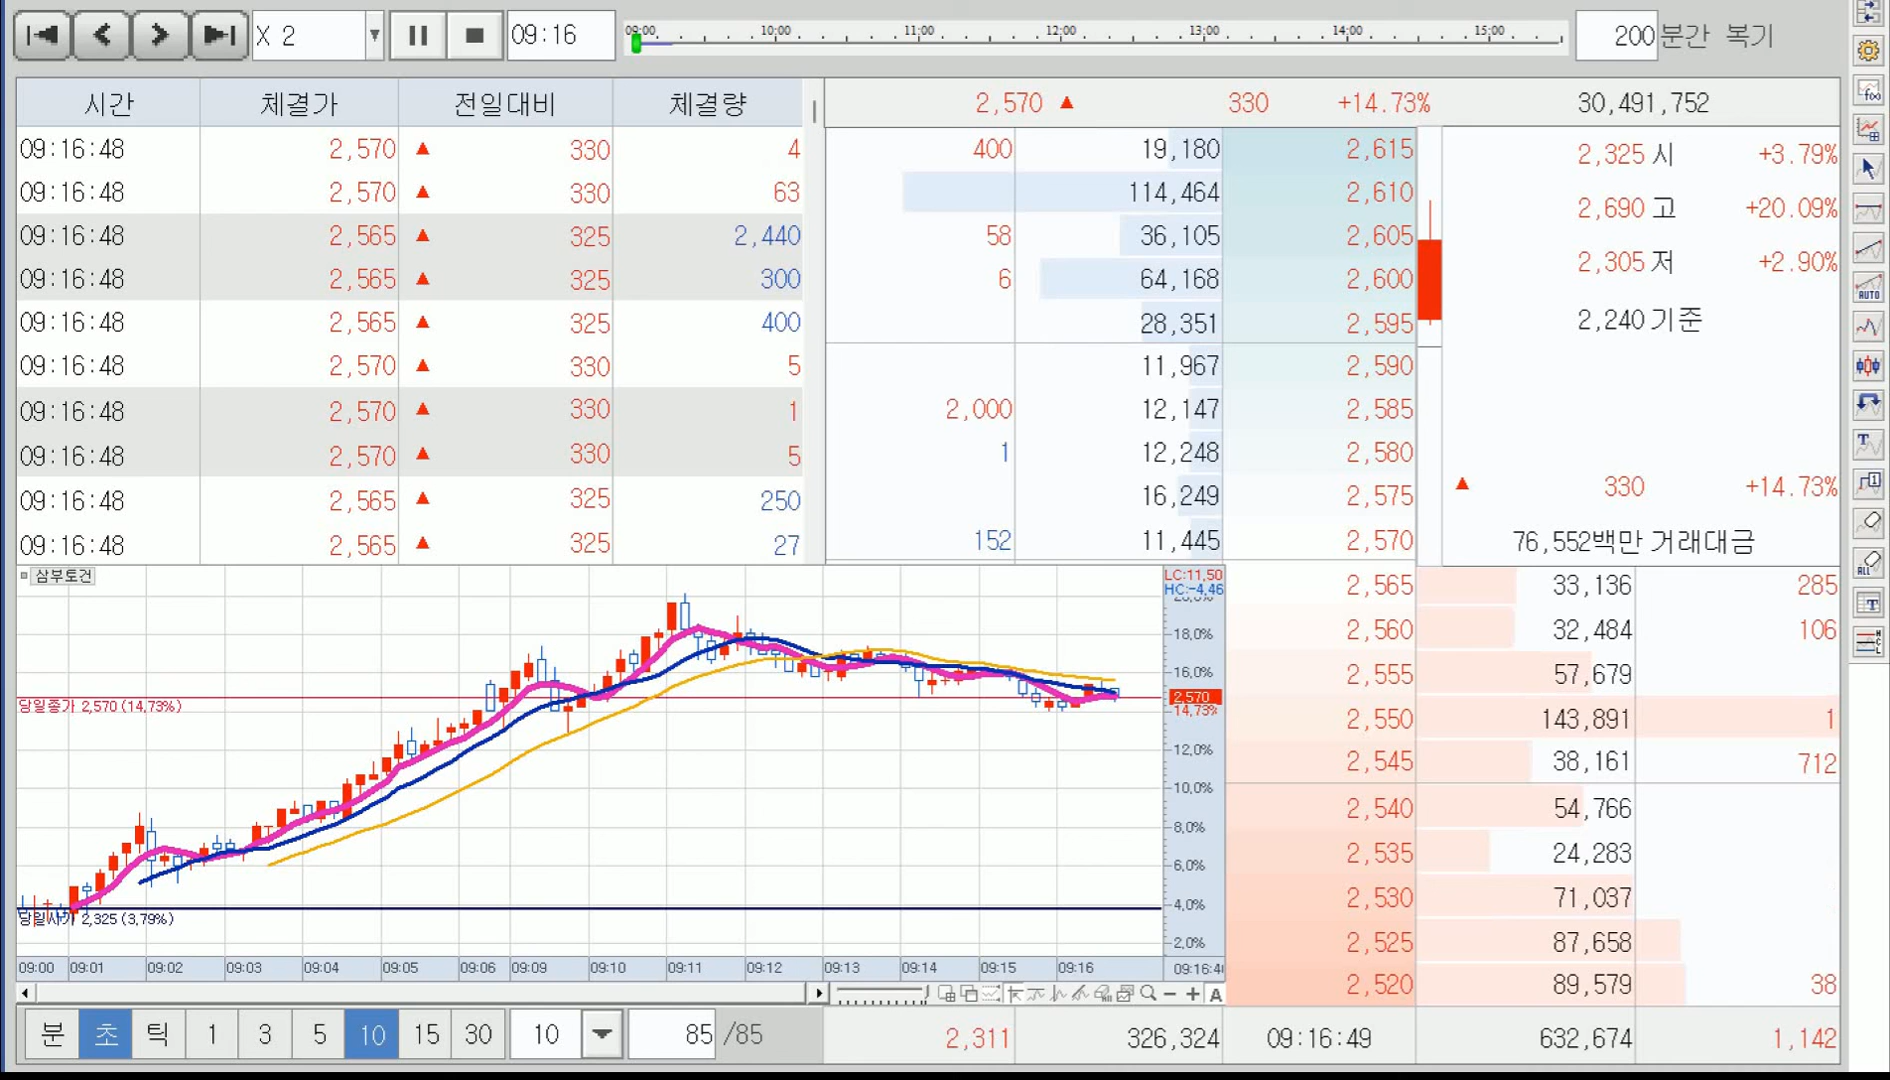 X 2 09:16 09:00 10:00 11:00 12:00 13:00 14:00 15:00 200 분간 복기
시간 체결가 전일대비 체결량
09:16:48 2,570 ▲ 330 4
09:16:48 2,570 ▲ 330 63
09:16:48 2,565 ▲ 325 2,440
09:16:48 2,565 ▲ 325 300
09:16:48 2,565 ▲ 325 400
09:16:48 2,570 ▲ 330 5
09:16:48 2,570 ▲ 330 1
09:16:48 2,570 ▲ 330 5
09:16:48 2,565 ▲ 325 250
09:16:48 2,565 ▲ 325 27
2,570 ▲ 330 +14.73% 30,491,752
400 19,180 2,615
114,464 2,610
58 36,105 2,605
6 64,168 2,600
28,351 2,595
11,967 2,590
2,000 12,147 2,585
1 12,248 2,580
16,249 2,575
152 11,445 2,570
2,325 시 +3.79%
2,690 고 +20.09%
2,305 저 +2.90%
2,240 기준
▲ 330 +14.73%
76,552백만 거래대금
2,565 33,136 285
2,560 32,484 106
2,555 57,679
2,550 143,891 1
2,545 38,161 712
2,540 54,766
2,535 24,283
2,530 71,037
2,525 87,658
2,520 89,579 38
삼부토건
LC:11,50
HC:-4,46
18,0%
16,0%
2,570
14,73%
12,0%
10,0%
8,0%
6,0%
4,0%
2,0%
당일종가 2,570 (14,73%)
당일시가 2,325 (3,79%)
09:00 09:01 09:02 09:03 09:04 09:05 09:06 09:09 09:10 09:11 09:12 09:13 09:14 09:15 09:16 09:16:4
A
분 초 틱 1 3 5 10 15 30 10 85 /85
2,311 326,324 09:16:49 632,674 1,142
f(x)
AUTO
T
1
ALL
T